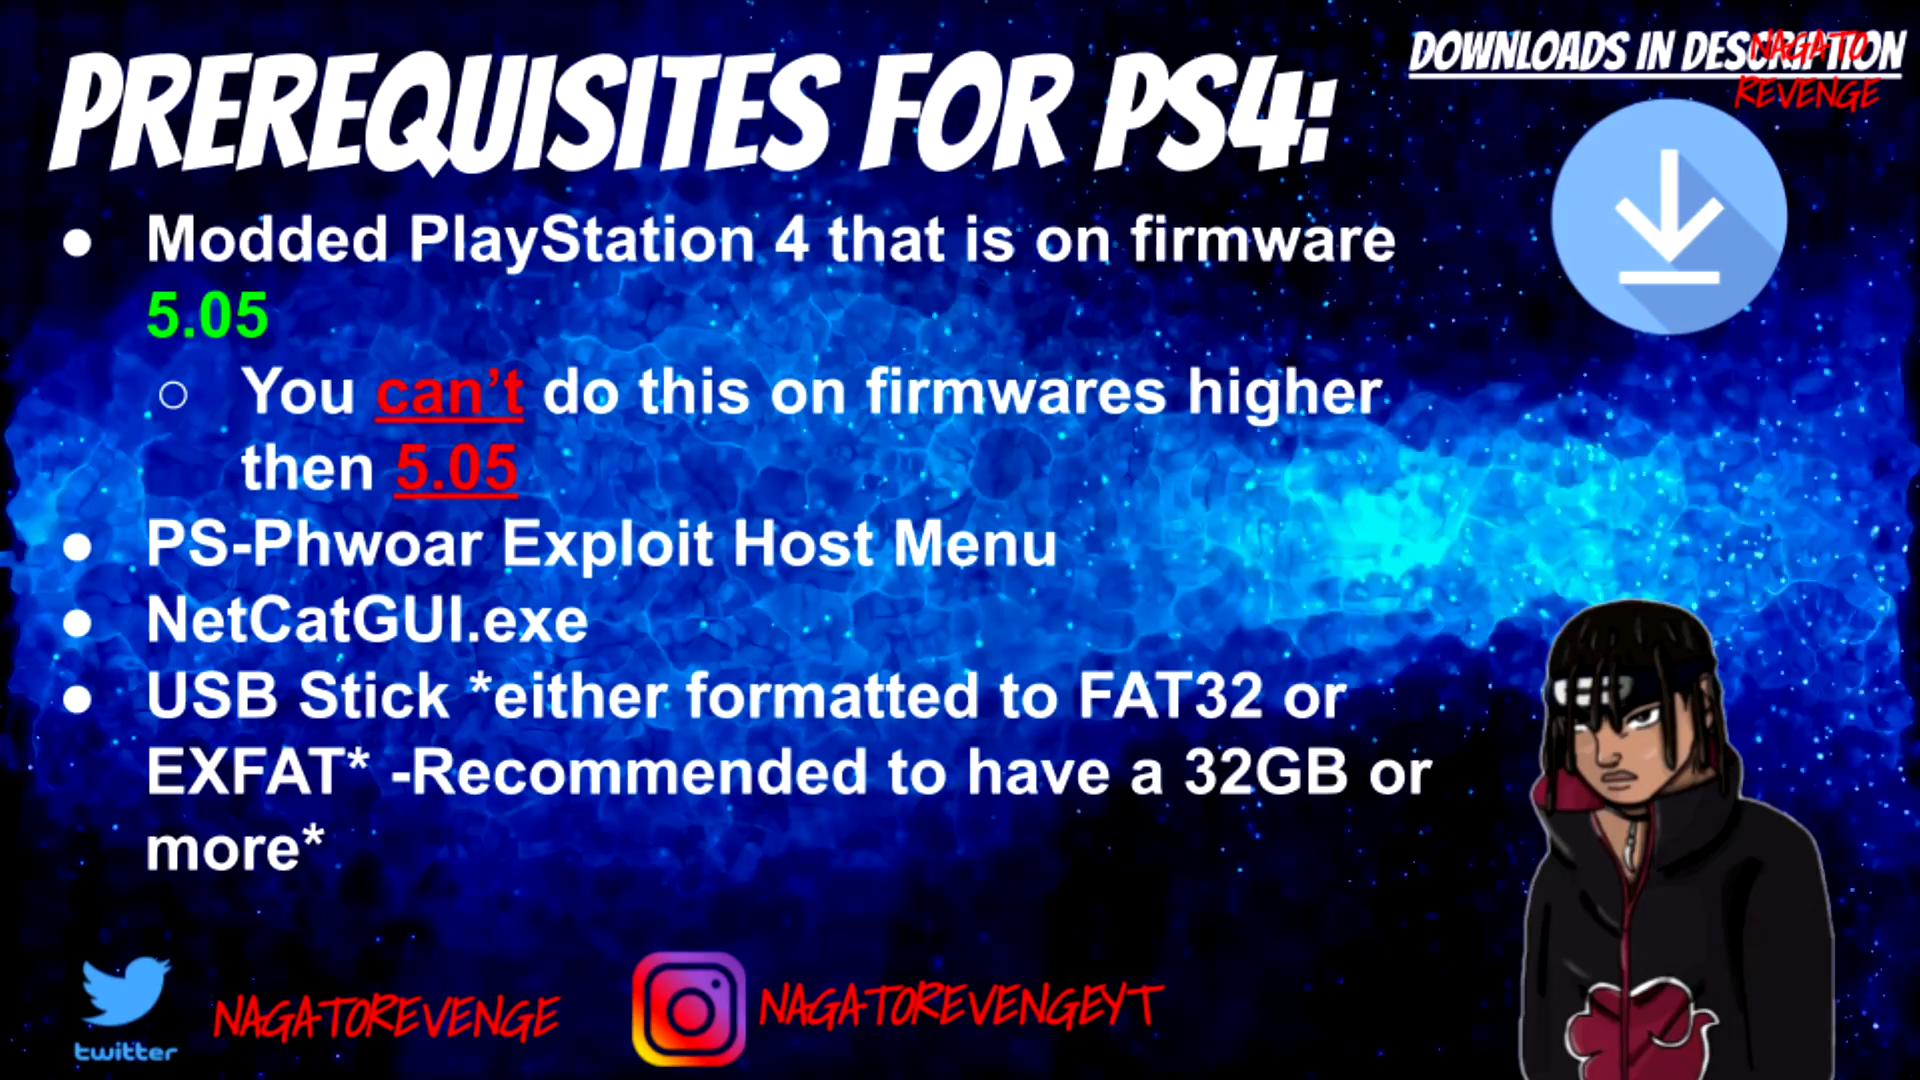 PREREQUISITES FOR PS4:
DOWNLOADS IN DESCRIPTION
NAGATO
REVENGE
● Modded PlayStation 4 that is on firmware
5.05
○ You can’t do this on firmwares higher
then 5.05
● PS-Phwoar Exploit Host Menu
● NetCatGUI.exe
● USB Stick *either formatted to FAT32 or
EXFAT* -Recommended to have a 32GB or
more*
twitter
NAGATOREVENGE
NAGATOREVENGEYT